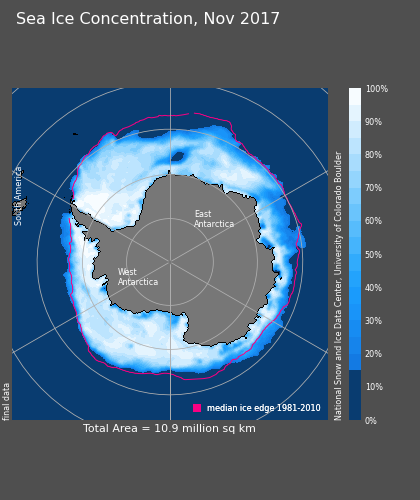 Sea Ice Concentration, Nov 2017
South America
East
Antarctica
West
Antarctica
median ice edge 1981-2010
final data
Total Area = 10.9 million sq km
National Snow and Ice Data Center, University of Colorado Boulder
100%
90%
80%
70%
60%
50%
40%
30%
20%
10%
0%